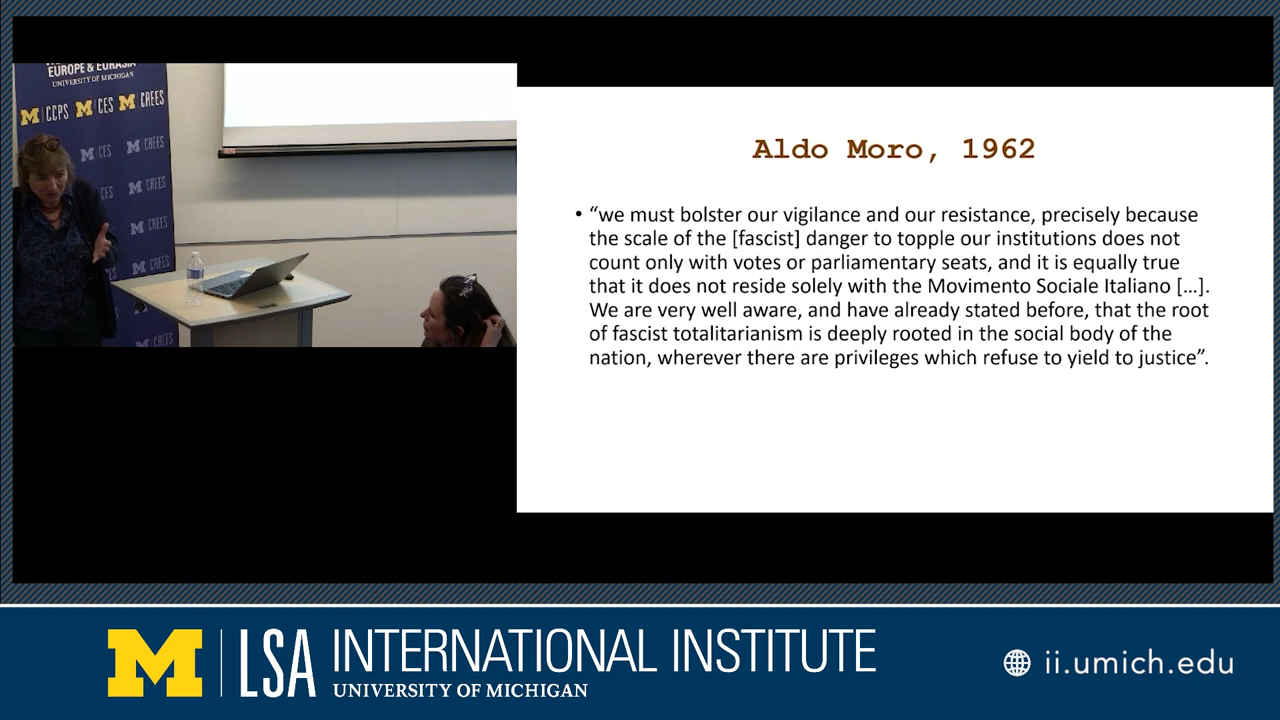 EUROPE & EURASIA
UNIVERSITY OF MICHIGAN
M CCPS M CES M CREES
M CES M CREES
CES M CREES
M CREES
M CREES
M CREES
Aldo Moro, 1962
• “we must bolster our vigilance and our resistance, precisely because
the scale of the [fascist] danger to topple our institutions does not
count only with votes or parliamentary seats, and it is equally true
that it does not reside solely with the Movimento Sociale Italiano […].
We are very well aware, and have already stated before, that the root
of fascist totalitarianism is deeply rooted in the social body of the
nation, wherever there are privileges which refuse to yield to justice”.
M LSA INTERNATIONAL INSTITUTE
UNIVERSITY OF MICHIGAN
ii.umich.edu